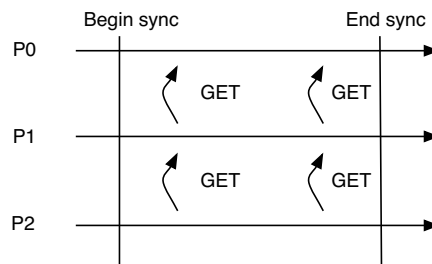 Begin sync End sync
P0
GET GET
P1
GET GET
P2